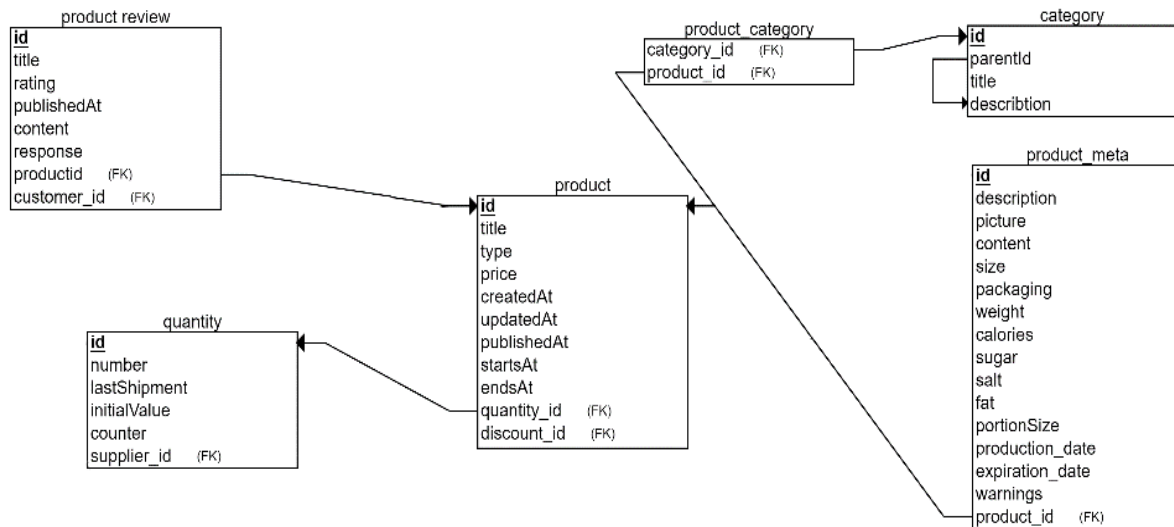 product review
id
title
rating
publishedAt
content
response
productid (FK)
customer_id (FK)
product_category
category_id (FK)
product_id (FK)
category
id
parentId
title
describtion
product
id
title
type
price
createdAt
updatedAt
publishedAt
startsAt
endsAt
quantity_id (FK)
discount_id (FK)
quantity
id
number
lastShipment
initialValue
counter
supplier_id (FK)
product_meta
id
description
picture
content
size
packaging
weight
calories
sugar
salt
fat
portionSize
production_date
expiration_date
warnings
product_id (FK)